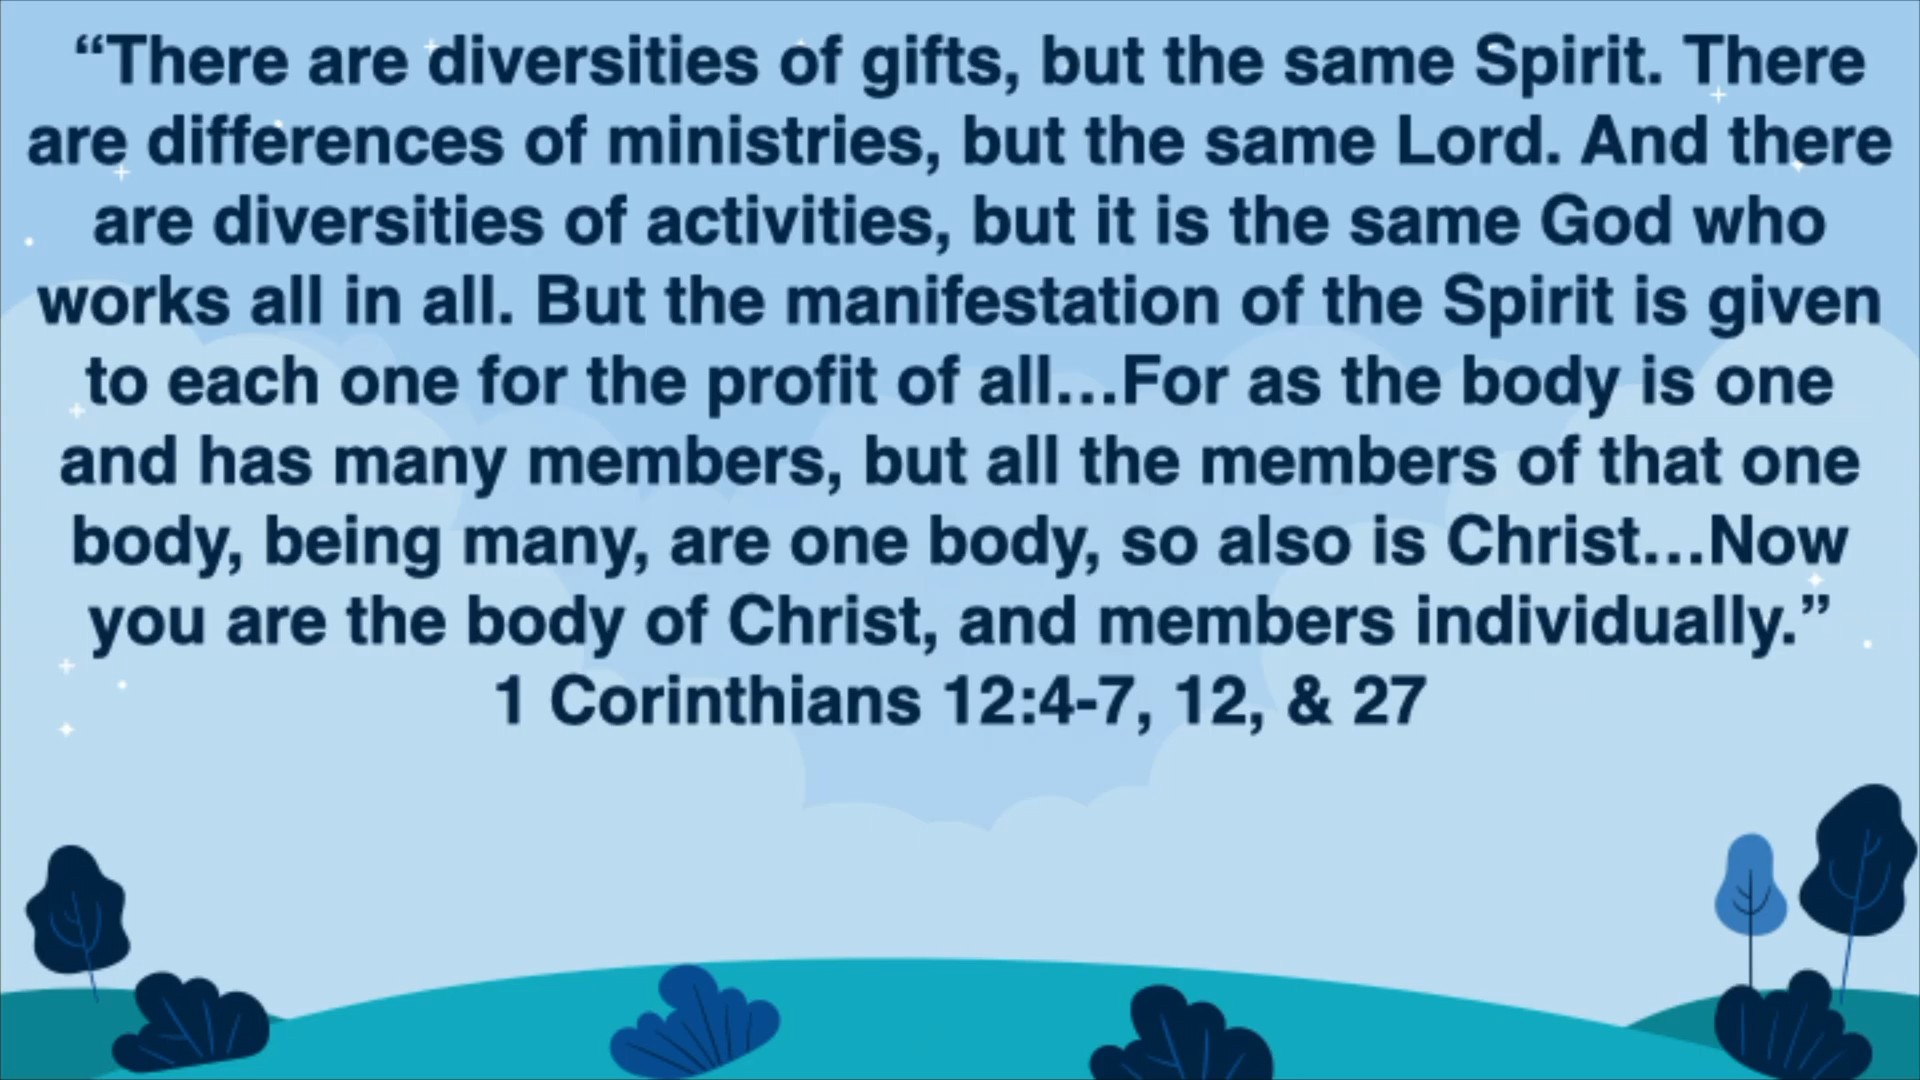 “There are diversities of gifts, but the same Spirit. There
are differences of ministries, but the same Lord. And there
are diversities of activities, but it is the same God who
works all in all. But the manifestation of the Spirit is given
to each one for the profit of all...For as the body is one
and has many members, but all the members of that one
body, being many, are one body, so also is Christ...Now
you are the body of Christ, and members individually.”
1 Corinthians 12:4-7, 12, & 27